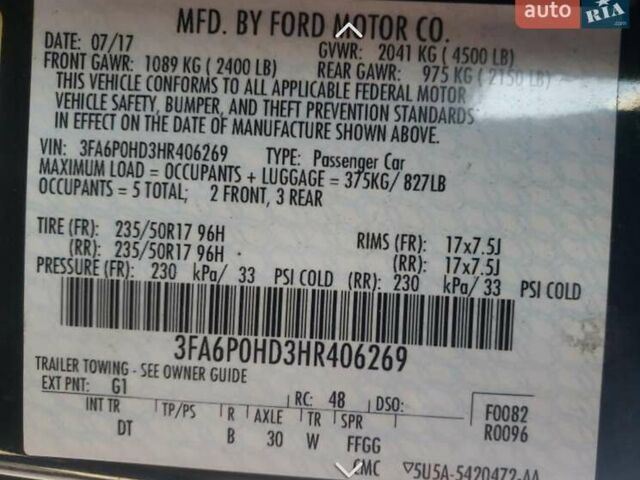 auto RIA.com
MFD. BY FORD MOTOR CO.
DATE: 07/17 GVWR: 2041 KG ( 4500 LB)
FRONT GAWR: 1089 KG ( 2400 LB) REAR GAWR: 975 KG ( 2150 LB)
THIS VEHICLE CONFORMS TO ALL APPLICABLE FEDERAL MOTOR
VEHICLE SAFETY, BUMPER, AND THEFT PREVENTION STANDARDS
IN EFFECT ON THE DATE OF MANUFACTURE SHOWN ABOVE.
VIN: 3FA6P0HD3HR406269 TYPE: Passenger Car
MAXIMUM LOAD = OCCUPANTS + LUGGAGE = 375KG/ 827LB
OCCUPANTS = 5 TOTAL; 2 FRONT, 3 REAR
TIRE (FR): 235/50R17 96H RIMS (FR): 17x7.5J
(RR): 235/50R17 96H (RR): 17x7.5J
PRESSURE (FR): 230 kPa/ 33 PSI COLD (RR): 230 kPa/ 33 PSI COLD
3FA6P0HD3HR406269
TRAILER TOWING - SEE OWNER GUIDE
EXT PNT: G1 RC: 48 DSO: F0082
INT TR TP/PS R AXLE TR SPR R0096
DT B 30 W FFGG
CMC 5U5A-5420472-AA